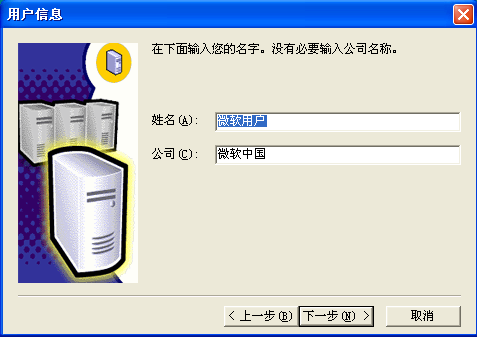 用户信息
在下面输入您的名字。没有必要输入公司名称。
姓名(A): 微软用户
公司(C): 微软中国
< 上一步(B) 下一步(N) > 取消